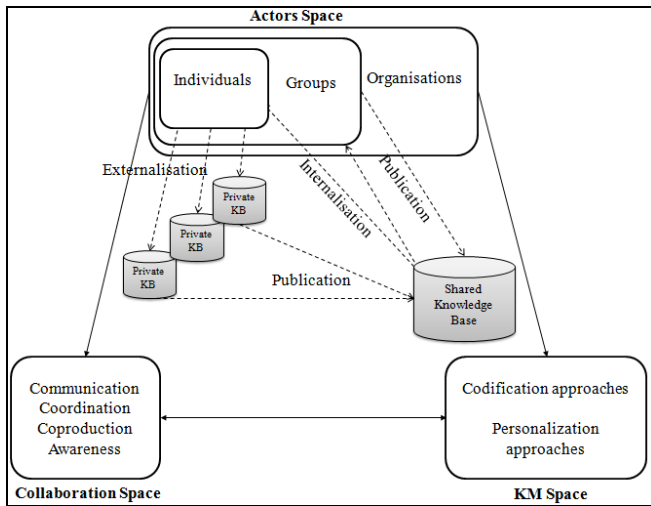 Actors Space
Individuals
Groups
Organisations
Externalisation
Internalisation
Publication
Private
KB
Private
KB
Private
KB
Publication
Shared
Knowledge
Base
Communication
Coordination
Coproduction
Awareness
Codification approaches
Personalization
approaches
Collaboration Space
KM Space